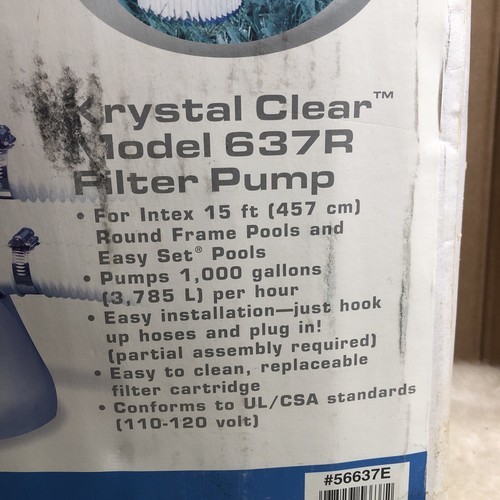 Krystal Clear™
Model 637R
Filter Pump
• For Intex 15 ft (457 cm)
Round Frame Pools and
Easy Set® Pools
• Pumps 1,000 gallons
(3,785 L) per hour
• Easy installation—just hook
up hoses and plug in!
(partial assembly required)
• Easy to clean, replaceable
filter cartridge
• Conforms to UL/CSA standards
(110-120 volt)
#56637E